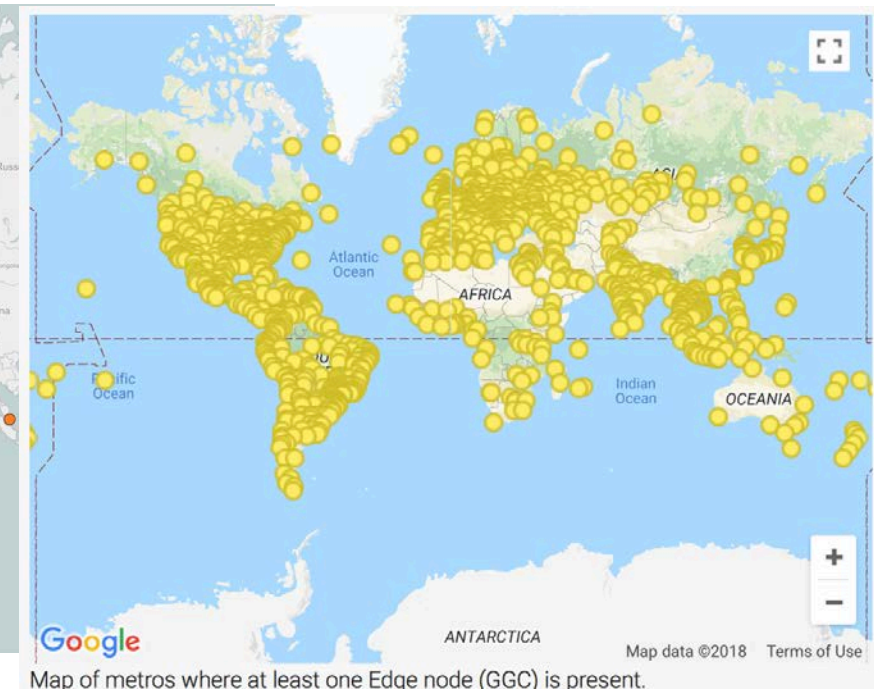 Atlantic
Ocean
AFRICA
Pacific
Ocean
Indian
Ocean
OCEANIA
Google
ANTARCTICA
Map data ©2018 Terms of Use
Map of metros where at least one Edge node (GGC) is present.